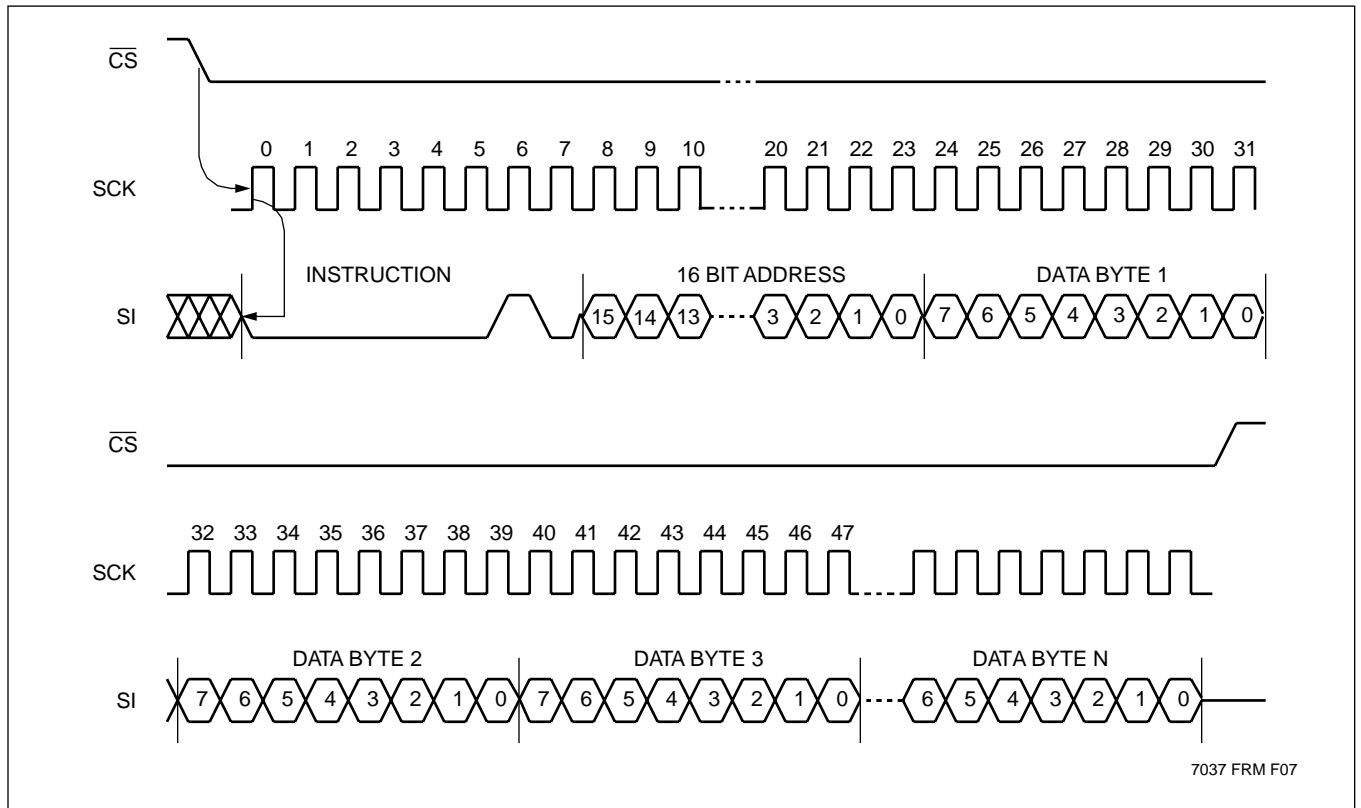 CS
0 1 2 3 4 5 6 7 8 9 10 20 21 22 23 24 25 26 27 28 29 30 31
SCK
INSTRUCTION 16 BIT ADDRESS DATA BYTE 1
SI 15 14 13 3 2 1 0 7 6 5 4 3 2 1 0
CS
32 33 34 35 36 37 38 39 40 41 42 43 44 45 46 47
SCK
DATA BYTE 2 DATA BYTE 3 DATA BYTE N
SI 7 6 5 4 3 2 1 0 7 6 5 4 3 2 1 0 6 5 4 3 2 1 0
7037 FRM F07